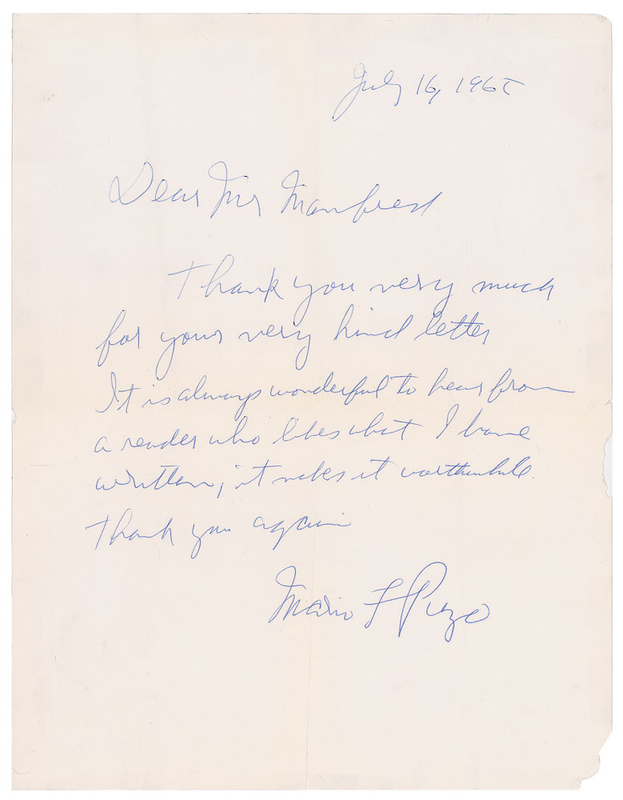 July 16, 1965
Dear Mr Manfred
Thank you very much
for your very kind letter
It is always wonderful to hear from
a reader who likes what I have
written; it makes it worthwhile.
Thank you again
Mario F Puzo